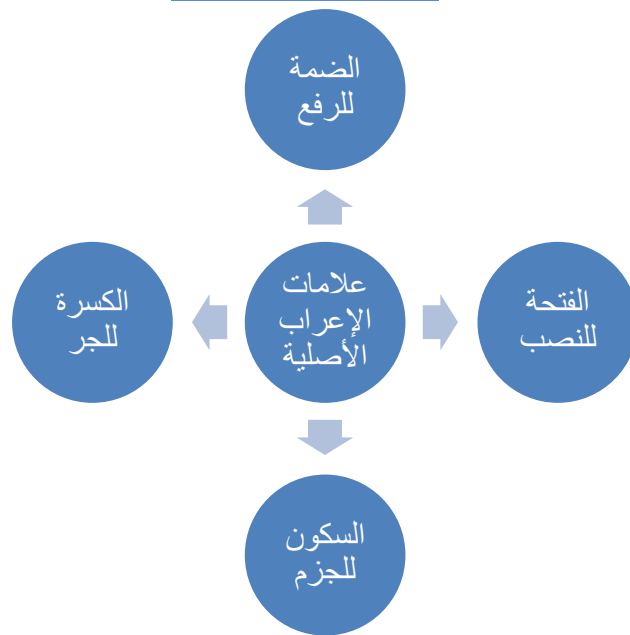 الضمة
للرفع
علامات
الإعراب
الأصلية
الفتحة
للنصب
الكسرة
للجر
السكون
للجزم